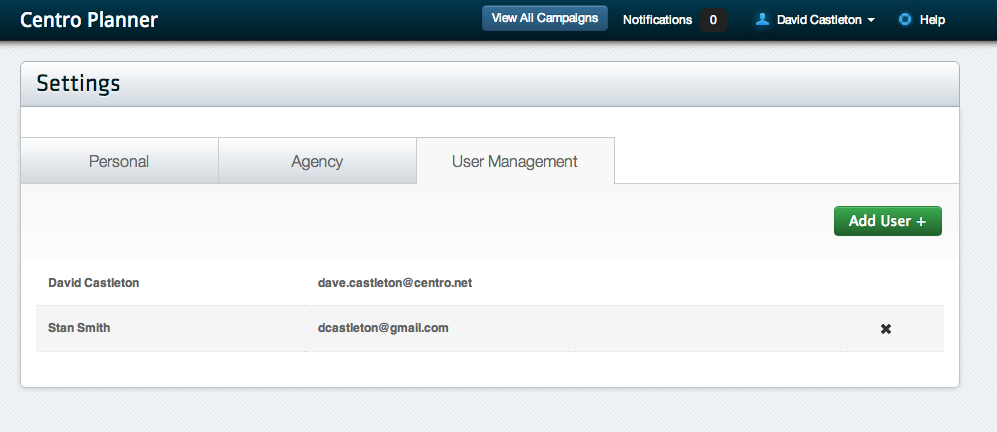 Centro Planner View All Campaigns Notifications 0 David Castleton Help
Settings
Personal Agency User Management
Add User +
David Castleton dave.castleton@centro.net
Stan Smith dcastleton@gmail.com